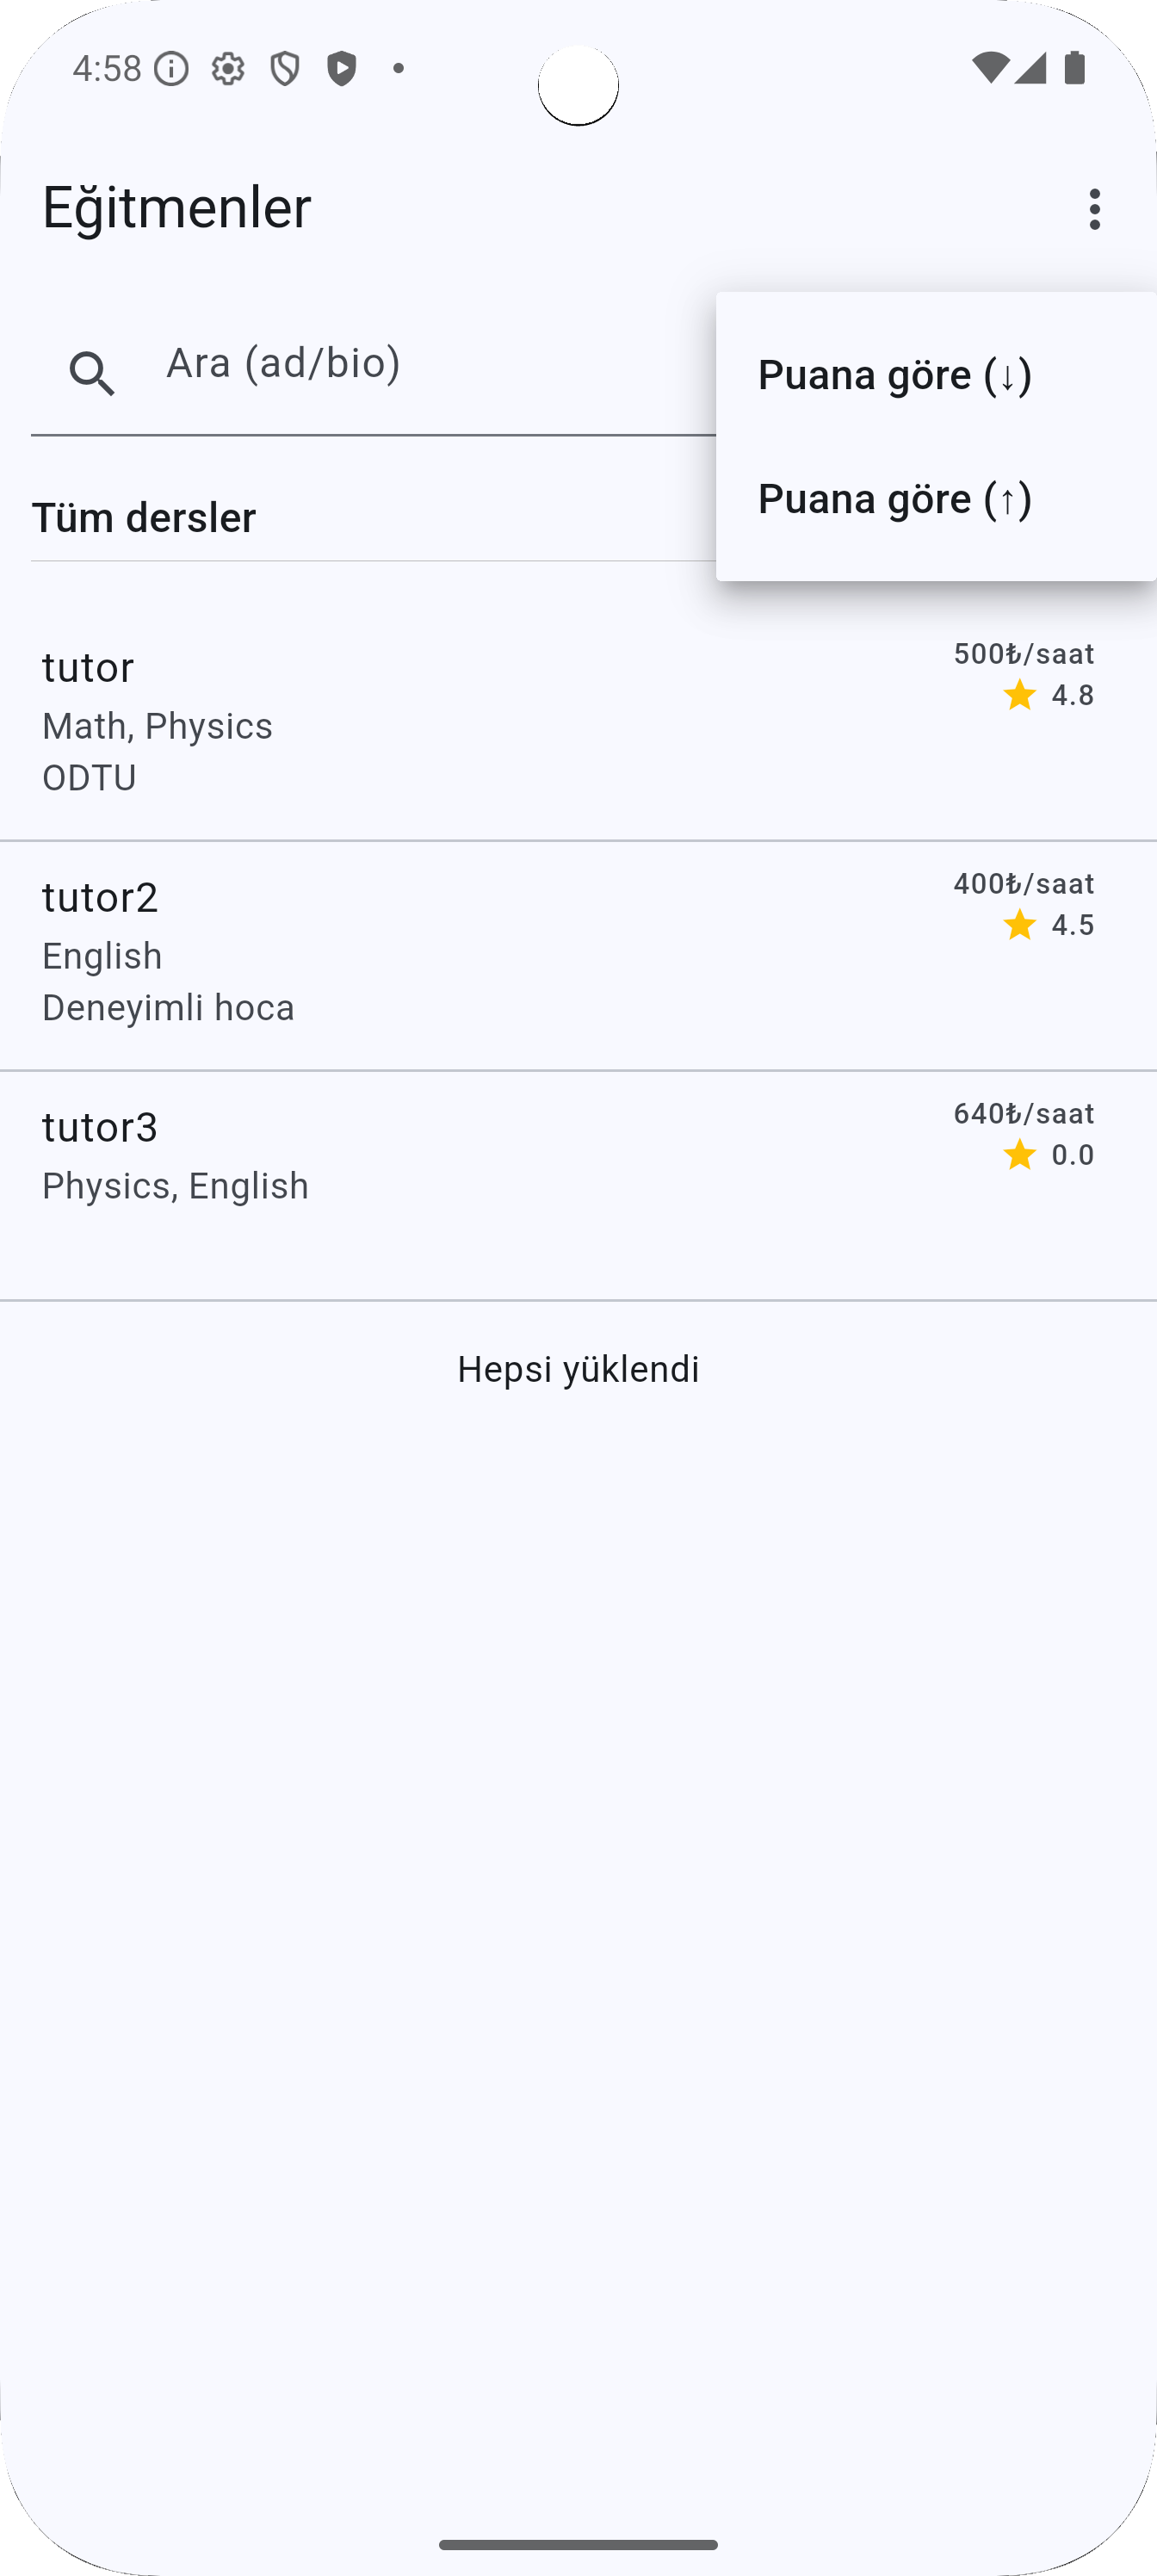 4:58
Eğitmenler
Ara (ad/bio)
Puana göre (↓)
Puana göre (↑)
Tüm dersler
tutor
500₺/saat
Math, Physics
4.8
ODTU
tutor2
400₺/saat
English
4.5
Deneyimli hoca
tutor3
640₺/saat
Physics, English
0.0
Hepsi yüklendi